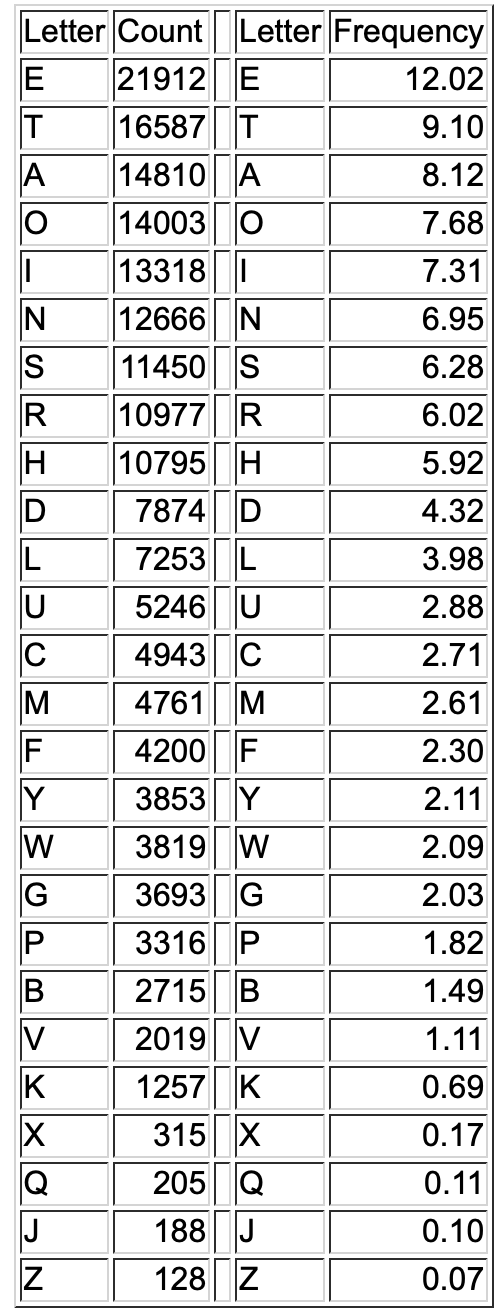 Letter Count Letter Frequency
E 21912 E 12.02
T 16587 T 9.10
A 14810 A 8.12
O 14003 O 7.68
I 13318 I 7.31
N 12666 N 6.95
S 11450 S 6.28
R 10977 R 6.02
H 10795 H 5.92
D 7874 D 4.32
L 7253 L 3.98
U 5246 U 2.88
C 4943 C 2.71
M 4761 M 2.61
F 4200 F 2.30
Y 3853 Y 2.11
W 3819 W 2.09
G 3693 G 2.03
P 3316 P 1.82
B 2715 B 1.49
V 2019 V 1.11
K 1257 K 0.69
X 315 X 0.17
Q 205 Q 0.11
J 188 J 0.10
Z 128 Z 0.07